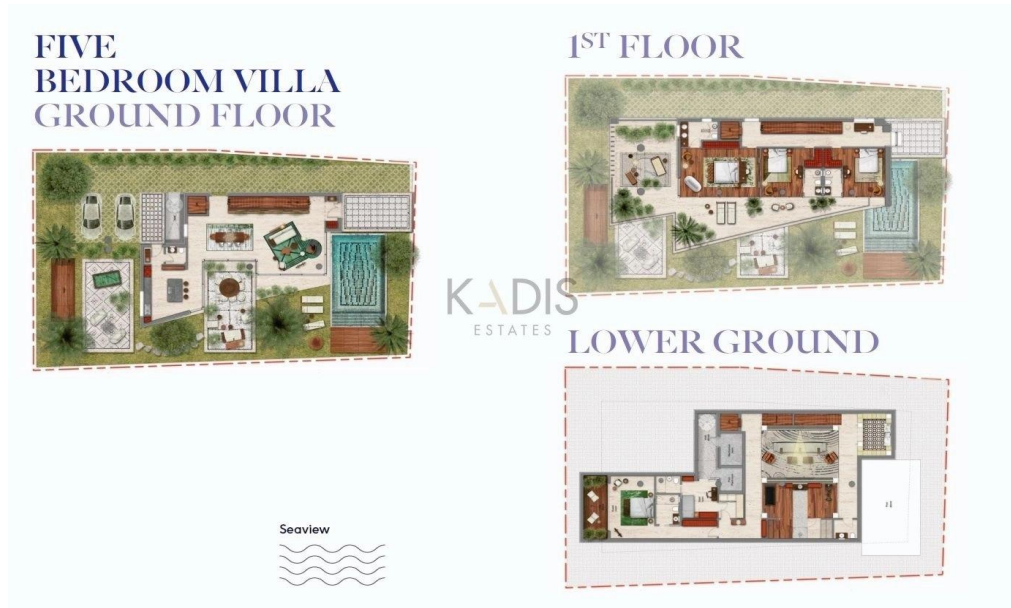 FIVE
BEDROOM VILLA
GROUND FLOOR
1ST FLOOR
KADIS
ESTATES
LOWER GROUND
Seaview